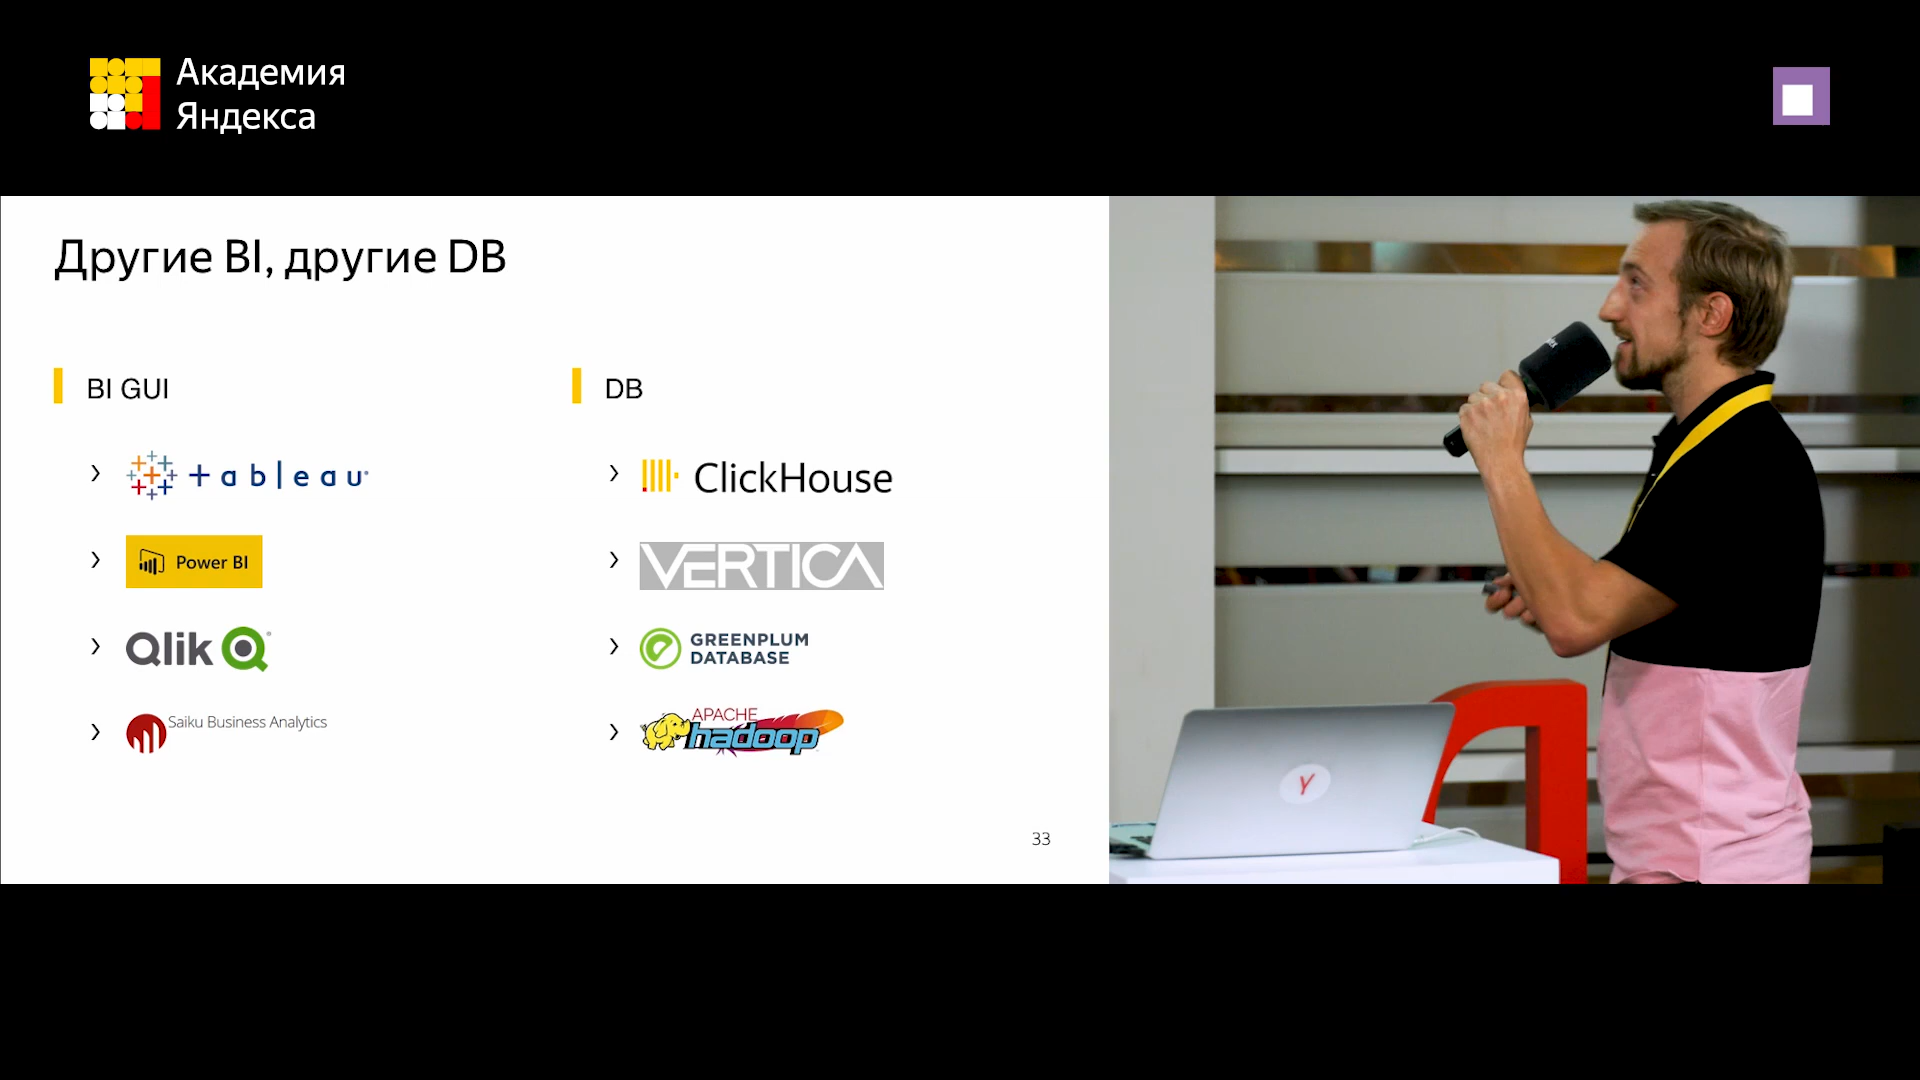 Академия
Яндекса
Другие BI, другие DB
BI GUI
+ableau
Power BI
Qlik
Saiku Business Analytics
DB
ClickHouse
VERTICA
GREENPLUM
DATABASE
APACHE
hadoop
33
Y